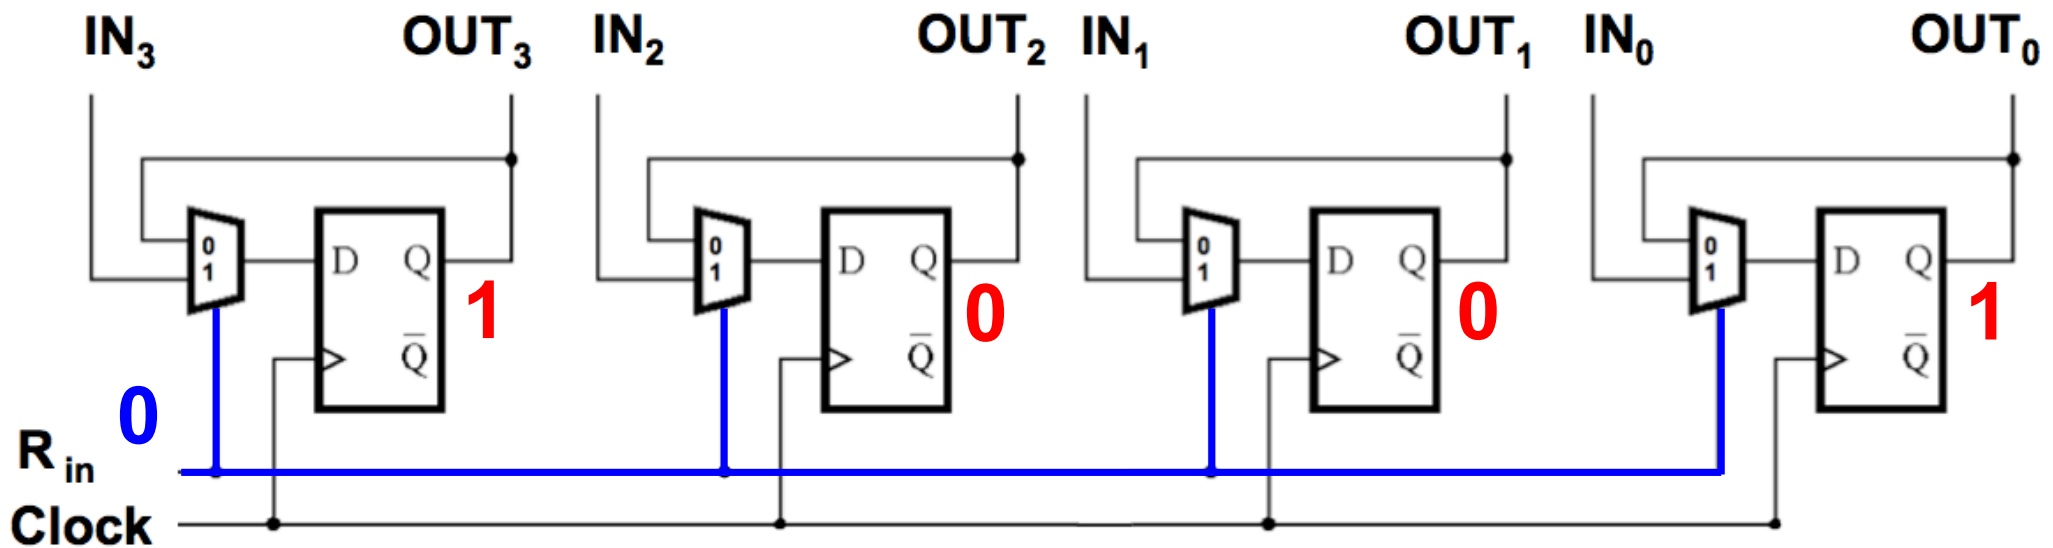 IN3 OUT3 IN2 OUT2 IN1 OUT1 IN0 OUT0
0 0 0 0
1 D Q 1 D Q 1 D Q 1 D Q
1 0 0 1
Q̅ Q̅ Q̅ Q̅
0
R in
Clock